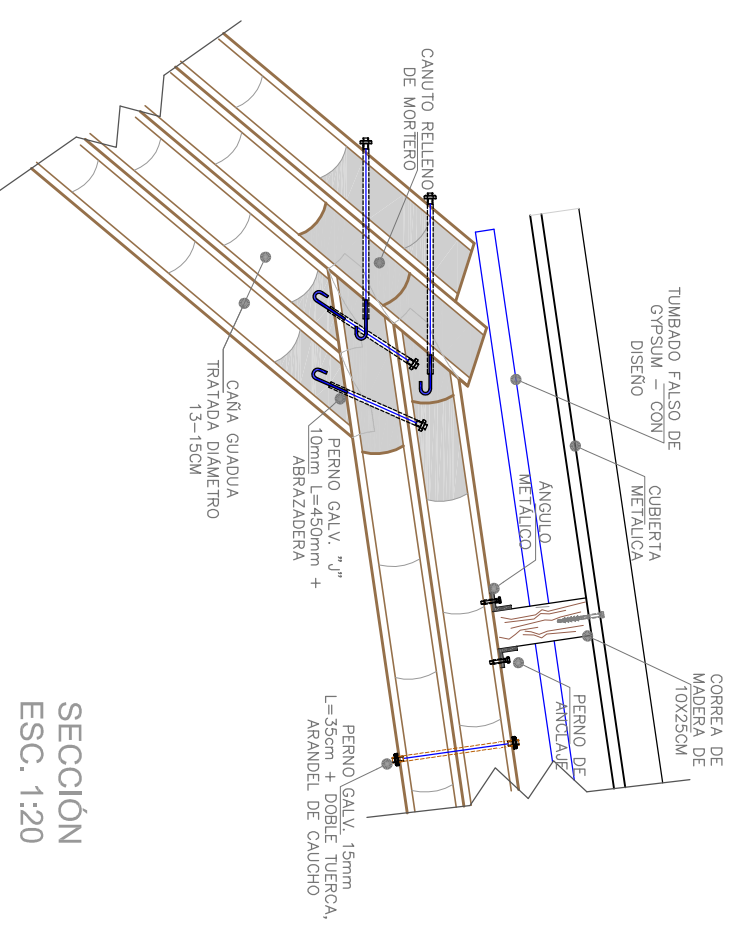 CANUTO RELLENO
DE MORTERO
TUMBADO FALSO DE
GYPSUM - CON
DISEÑO
CUBIERTA
METÁLICA
CORREA DE
MADERA DE
10X25CM
ÁNGULO
METÁLICO
PERNO DE
ANCLAJE
CAÑA GUADUA
TRATADA DIÁMETRO
13-15CM
PERNO GALV. "J"
10mm L=450mm +
ABRAZADERA
PERNO GALV. 15mm
L=35cm + DOBLE TUERCA,
ARANDEL DE CAUCHO
SECCIÓN
ESC. 1:20